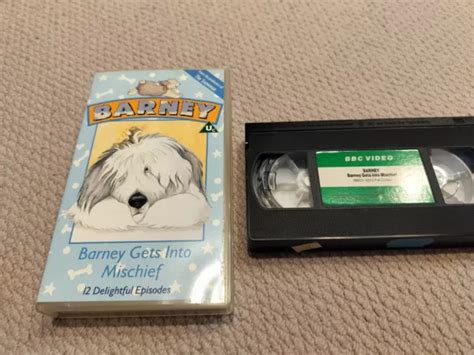 BARNEY
U
Barney Gets Into
Mischief
12 Delightful Episodes
BBC VIDEO
BARNEY
Barney Gets Into Mischief